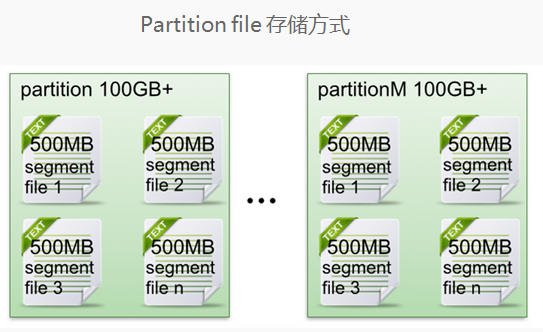 Partition file 存储方式
partition 100GB+
TEXT
500MB
segment
file 1
TEXT
500MB
segment
file 2
TEXT
500MB
segment
file 3
TEXT
500MB
segment
file n
...
partitionM 100GB+
TEXT
500MB
segment
file 1
TEXT
500MB
segment
file 2
TEXT
500MB
segment
file 3
TEXT
500MB
segment
file n